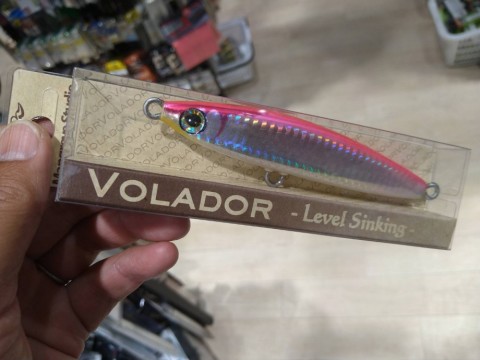 VOLADOR
- Level Sinking -